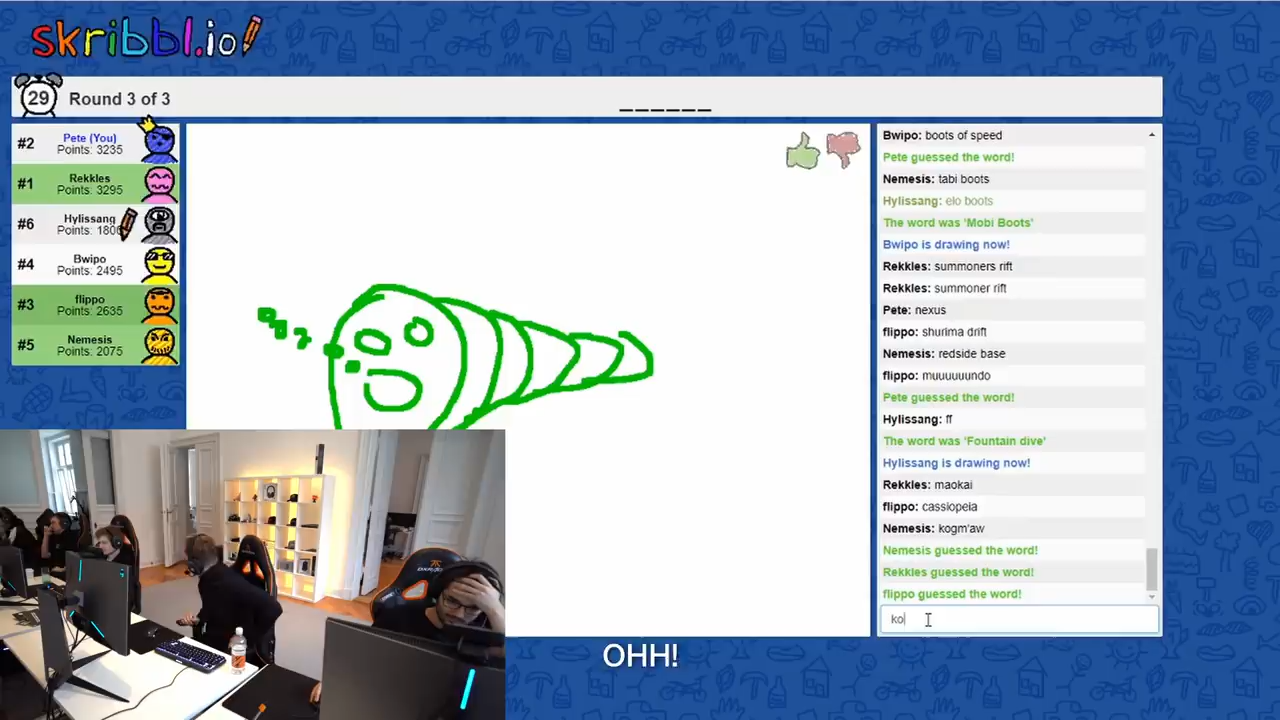 skribbl.io
29
Round 3 of 3
______
#2
Pete (You)
Points: 3235
#1
Rekkles
Points: 3295
#6
Hylissang
Points: 180
#4
Bwipo
Points: 2495
#3
flippo
Points: 2635
#5
Nemesis
Points: 2075
Bwipo: boots of speed
Pete guessed the word!
Nemesis: tabi boots
Hylissang: elo boots
The word was 'Mobi Boots'
Bwipo is drawing now!
Rekkles: summoners rift
Rekkles: summoner rift
Pete: nexus
flippo: shurima drift
Nemesis: redside base
flippo: muuuuuundo
Pete guessed the word!
Hylissang: ff
The word was 'Fountain dive'
Hylissang is drawing now!
Rekkles: maokai
flippo: cassiopeia
Nemesis: kogm'aw
Nemesis guessed the word!
Rekkles guessed the word!
flippo guessed the word!
ko
OHH!